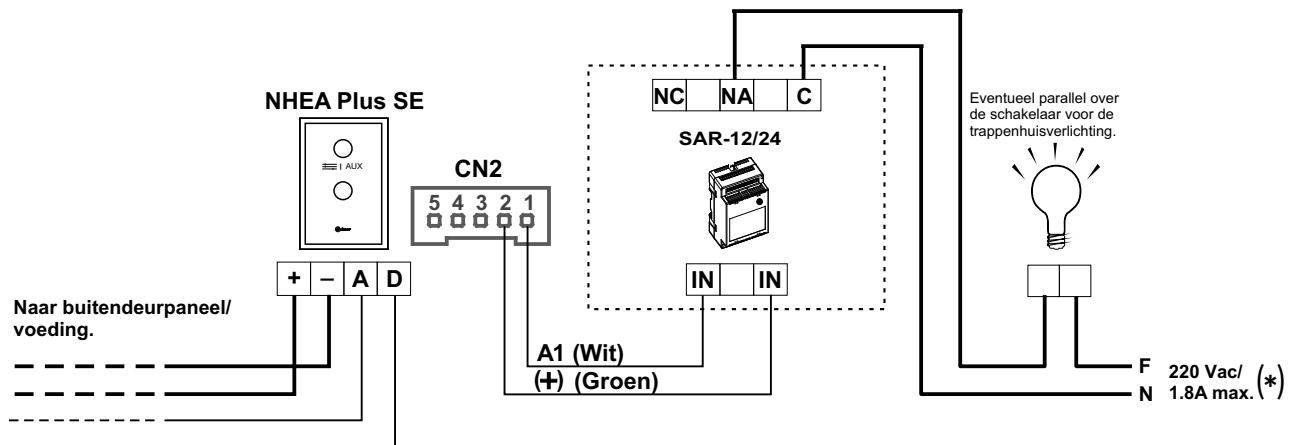 NHEA Plus SE
AUX
CN2
5 4 3 2 1
+ – A D
Naar buitendeurpaneel/
voeding.
NC NA C
SAR-12/24
IN IN
A1 (Wit)
(+) (Groen)
Eventueel parallel over
de schakelaar voor de
trappenhuisverlichting.
F
N
220 Vac/
1.8A max.
(*)